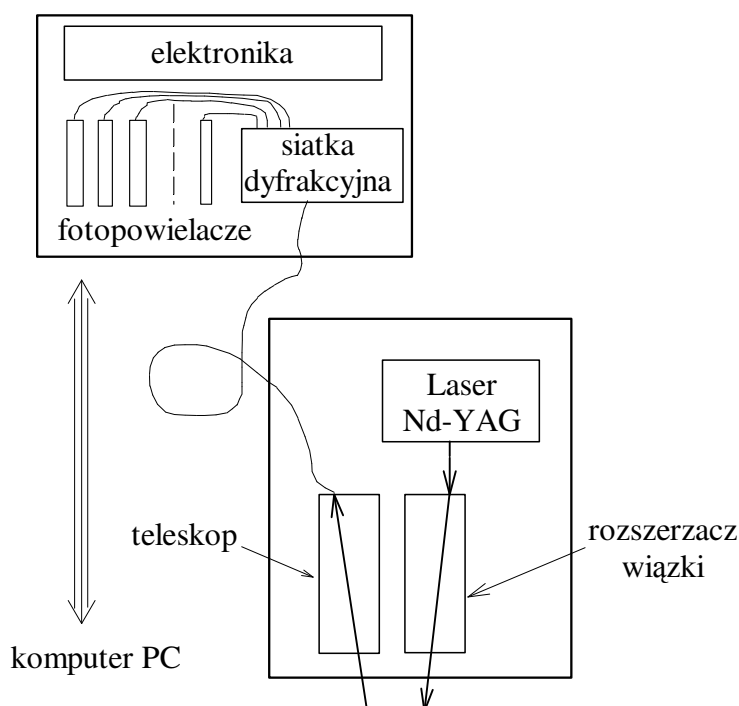 elektronika
siatka
dyfrakcyjna
fotopowielacze
Laser
Nd-YAG
teleskop
rozszerzacz
wiązki
komputer PC